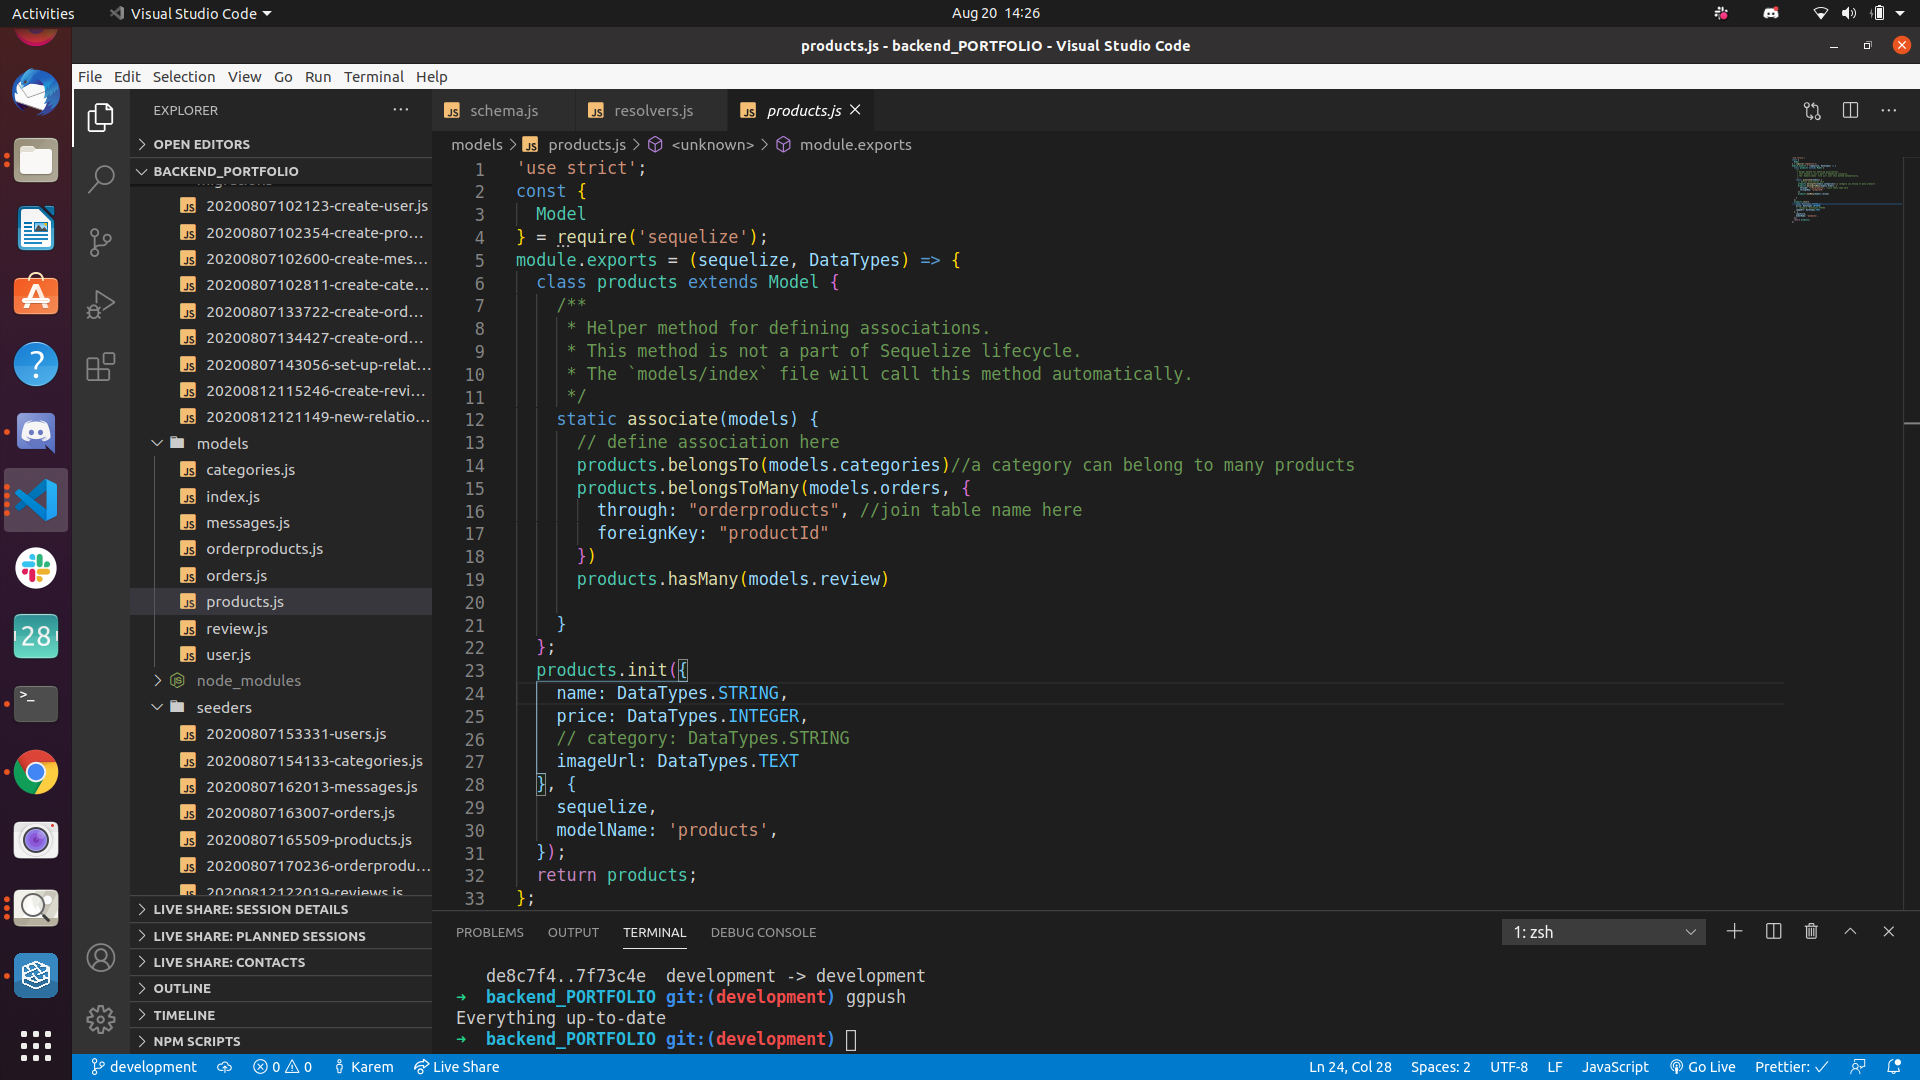 Activities
Visual Studio Code
Aug 20 14:26
products.js - backend_PORTFOLIO - Visual Studio Code
File Edit Selection View Go Run Terminal Help
EXPLORER
OPEN EDITORS
BACKEND_PORTFOLIO
migrations
20200807102123-create-user.js
20200807102354-create-pro...
20200807102600-create-mes...
20200807102811-create-cate...
20200807133722-create-ord...
20200807134427-create-ord...
20200807143056-set-up-relat...
20200812115246-create-revi...
20200812121149-new-relatio...
models
categories.js
index.js
messages.js
orderproducts.js
orders.js
products.js
review.js
user.js
node_modules
seeders
20200807153331-users.js
20200807154133-categories.js
20200807162013-messages.js
20200807163007-orders.js
20200807165509-products.js
20200807170236-orderprodu...
20200812122019-reviews.js
LIVE SHARE: SESSION DETAILS
LIVE SHARE: PLANNED SESSIONS
LIVE SHARE: CONTACTS
OUTLINE
TIMELINE
NPM SCRIPTS
schema.js
resolvers.js
products.js
models > products.js > <unknown> > module.exports
1 'use strict';
2 const {
3 Model
4 } = require('sequelize');
5 module.exports = (sequelize, DataTypes) => {
6 class products extends Model {
7 /**
8 * Helper method for defining associations.
9 * This method is not a part of Sequelize lifecycle.
10 * The `models/index` file will call this method automatically.
11 */
12 static associate(models) {
13 // define association here
14 products.belongsTo(models.categories)//a category can belong to many products
15 products.belongsToMany(models.orders, {
16 through: "orderproducts", //join table name here
17 foreignKey: "productId"
18 })
19 products.hasMany(models.review)
20
21 }
22 };
23 products.init({
24 name: DataTypes.STRING,
25 price: DataTypes.INTEGER,
26 // category: DataTypes.STRING
27 imageUrl: DataTypes.TEXT
28 }, {
29 sequelize,
30 modelName: 'products',
31 });
32 return products;
33 };
PROBLEMS OUTPUT TERMINAL DEBUG CONSOLE
1: zsh
de8c7f4..7f73c4e development -> development
➜ backend_PORTFOLIO git:(development) ggpush
Everything up-to-date
➜ backend_PORTFOLIO git:(development)
28
development
0 0
Karem
Live Share
Ln 24, Col 28
Spaces: 2
UTF-8
LF
JavaScript
Go Live
Prettier: ✓